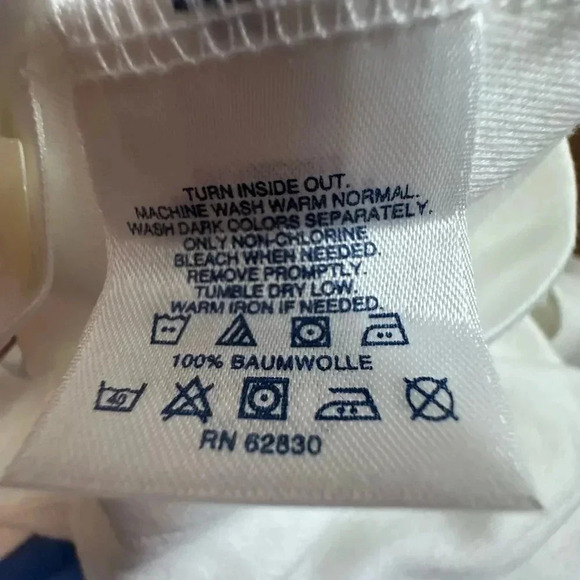 TURN INSIDE OUT.
MACHINE WASH WARM NORMAL.
WASH DARK COLORS SEPARATELY.
ONLY NON-CHLORINE
BLEACH WHEN NEEDED.
REMOVE PROMPTLY.
TUMBLE DRY LOW.
WARM IRON IF NEEDED.
100% BAUMWOLLE
40
RN 62830